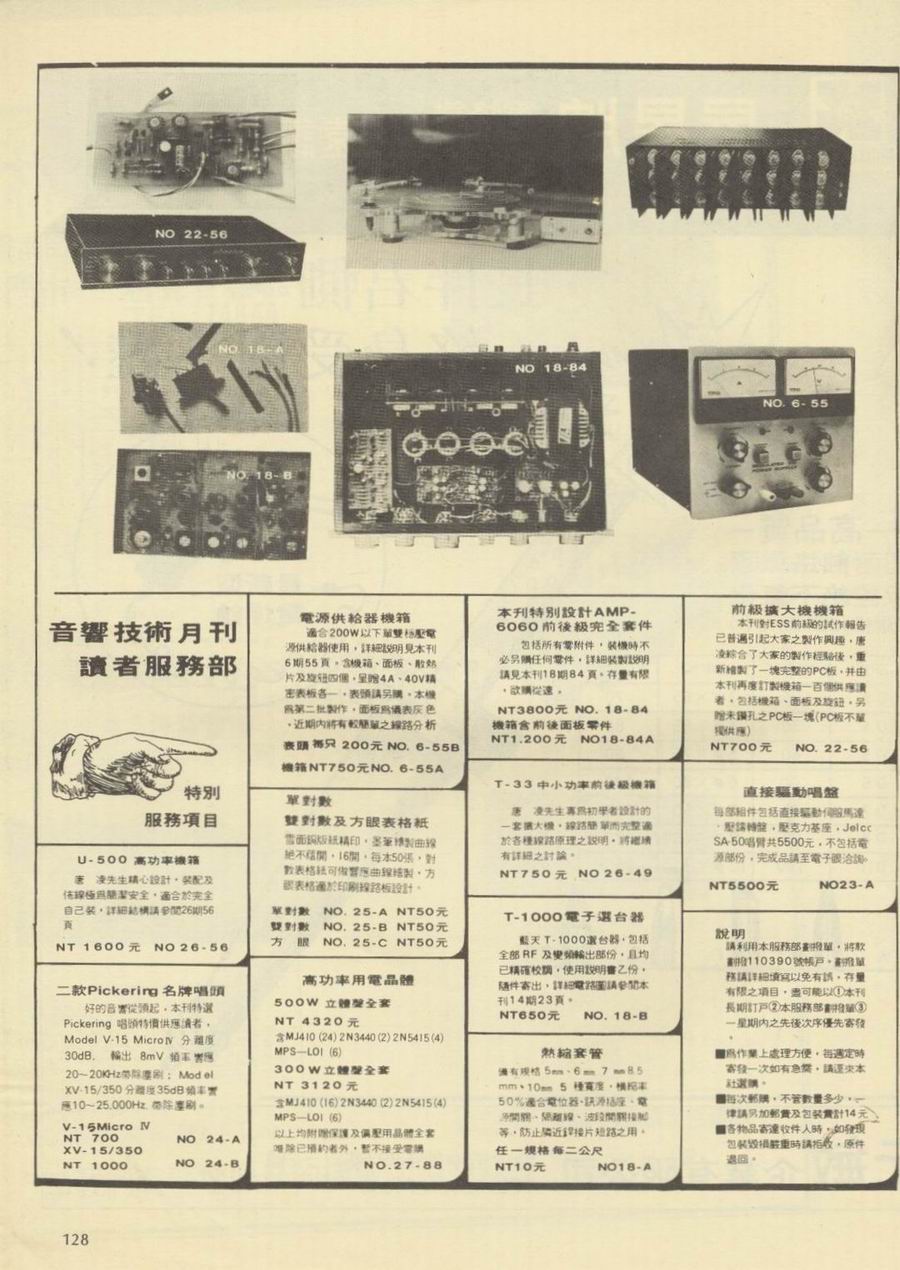 NO 22-56
NO. 18-A
NO. 18-B
NO 18-84
NO. 6-55
REGULATED
POWER SUPPLY
音響技術月刊
讀者服務部
特別
服務項目
U-500 高功率機箱
唐 凌先生精心設計，裝配及
佈線極爲簡潔安全，適合於完全
自己裝，詳細結構請參閱26期56
頁
NT 1600元 NO 26-56
二款Pickering 名牌唱頭
好的音響從頭起，本刊特選
Pickering 唱頭特價供應讀者，
Model V-15 Micro Ⅳ 分離度
30dB. 輸出 8mV 頻率響應
20～20KHz帶除塵刷；Model
XV-15/350 分離度35dB頻率響
應10～25,000Hz. 帶除塵刷。
V-15Micro Ⅳ
NT 700 NO 24-A
XV-15/350
NT 1000 NO 24-B
電源供給器機箱
適合200W以下單雙穩壓電
源供給器使用，詳細說明見本刊
6期55頁。含機箱、面板、散熱
片及旋鈕四個。呈贈4A、40V精
密表板各一，表頭請另購。本機
爲第二批製作，面板爲儀表灰色
、近期內將有較簡單之線路分析
表頭每只 200元 NO. 6-55B
機箱NT750元NO. 6-55A
單對數
雙對數及方眼表格紙
雪面銅版紙精印，墨筆繪製曲線
絕不褪開，16開，每本50張，對
數表格紙可做響應曲線繪製，方
眼表格適於印刷線路板設計。
單對數 NO. 25-A NT50元
雙對數 NO. 25-B NT50元
方 眼 NO. 25-C NT50元
高功率用電晶體
500W 立體聲全套
NT 4320元
含MJ410 (24) 2N3440 (2) 2N5415 (4)
MPS—LO1 (6)
300W立體聲全套
NT 3120元
含MJ410 (16) 2N3440 (2) 2N5415 (4)
MPS—LO1 (6)
以上均附贈保護及偏壓用晶體全套
唯除已預約者外，暫不接受零購
NO.27-88
本刊特別設計AMP-
6060前後級完全套件
包括所有零附件，裝機時不
必另購任何零件，詳細裝製說明
請見本刊18期84頁。存量有限
，欲購從速。
NT3800元 NO. 18-84
機箱含前後面板零件
NT1.200元 NO18-84A
T-33 中小功率前後級機箱
唐 凌先生專爲初學者設計的
一套擴大機，線路簡單而完整適
於各種線路原理之說明，將繼續
有詳細之討論。
NT750元 NO 26-49
T-1000電子選台器
藍天T-1000選台器，包括
全部RF及變頻輸出部份，且均
已精確校調，使用說明書乙份，
隨件寄出，詳細電路圖請參閱本
刊14期23頁。
NT650元 NO. 18-B
熱縮套管
備有規格 5mm、6mm 7mm8.5
mm、10mm 5 種寬度，橫縮率
50%適合電位器、訊源插座、電
源開關、隔離線、波段開關接腳
等，防止隣近銲接片短路之用。
任一規格每二公尺
NT10元 NO18-A
前級擴大機機箱
本刊對ESS前級的試作報告
已普遍引起大家之製作興趣，唐
凌綜合了大家的製作經驗後，重
新繪製了一塊完整的PC板，并由
本刊再度訂製機箱一百個供應讀
者，包括機箱、面板及旋鈕，另
贈未鑽孔之PC板一塊(PC板不單
獨供應)
NT700元 NO. 22-56
直接驅動唱盤
每部組件包括直接驅動伺服馬達
，壓鑄轉盤，壓克力基座，Jelco
SA-50唱臂共5500元，不包括電
源部份，完成品請至電子眼洽詢
NT5500元 NO23-A
說明
請利用本服務部劃撥單，將款
劃撥110390號帳戶。劃撥單
務請詳細填寫以免有誤，存量
有限之項目，盡可能以①本刊
長期訂戶②本服務部劃撥單③
一星期內之先後次序優先寄發
。
■爲作業上處理方便，每週定時
寄發一次如有急需，請逕來本
社選購。
■每次郵購，不管數量多少，一
律請另加郵費及包裝費計14元
■各物品寄達收件人時，如發現
包裝毀損嚴重時請拒收，原件
退回。
128